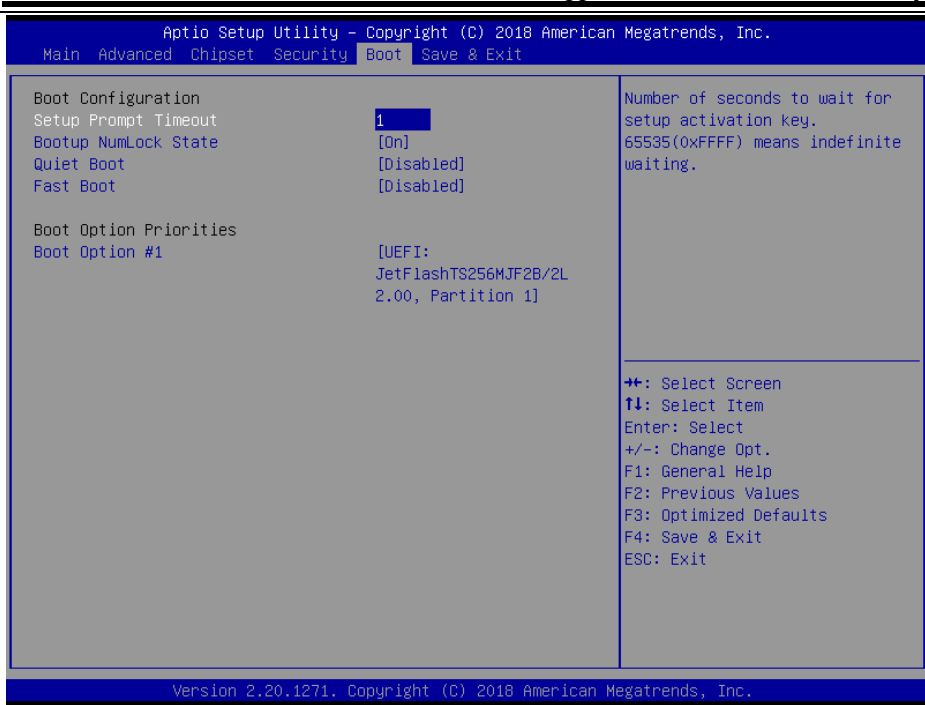 Aptio Setup Utility – Copyright (C) 2018 American Megatrends, Inc.
Main Advanced Chipset Security Boot Save & Exit
Boot Configuration
Setup Prompt Timeout 1
Bootup NumLock State [On]
Quiet Boot [Disabled]
Fast Boot [Disabled]
Boot Option Priorities
Boot Option #1 [UEFI:
JetFlashTS256MJF2B/2L
2.00, Partition 1]
Number of seconds to wait for
setup activation key.
65535(0xFFFF) means indefinite
waiting.
→←: Select Screen
↑↓: Select Item
Enter: Select
+/-: Change Opt.
F1: General Help
F2: Previous Values
F3: Optimized Defaults
F4: Save & Exit
ESC: Exit
Version 2.20.1271. Copyright (C) 2018 American Megatrends, Inc.